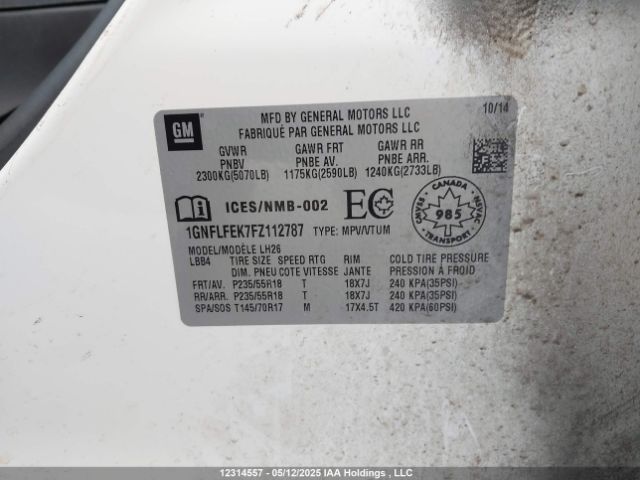 GM
MFD BY GENERAL MOTORS LLC 10/14
FABRIQUÉ PAR GENERAL MOTORS LLC
GVWR GAWR FRT GAWR RR
PNBV PNBE AV. PNBE ARR.
2300KG(5070LB) 1175KG(2590LB) 1240KG(2733LB)
ICES/NMB-002 EC CANADA 985 TRANSPORT CMVSS NSVAC
1GNFLFEK7FZ112787 TYPE: MPV/VTUM
MODEL/MODÈLE LH26
LBB4 TIRE SIZE SPEED RTG RIM COLD TIRE PRESSURE
DIM. PNEU COTE VITESSE JANTE PRESSION À FROID
FRT/AV. P235/55R18 T 18X7J 240 KPA(35PSI)
RR/ARR. P235/55R18 T 18X7J 240 KPA(35PSI)
SPA/SOS T145/70R17 M 17X4.5T 420 KPA(60PSI)
12314557 - 05/12/2025 IAA Holdings, LLC